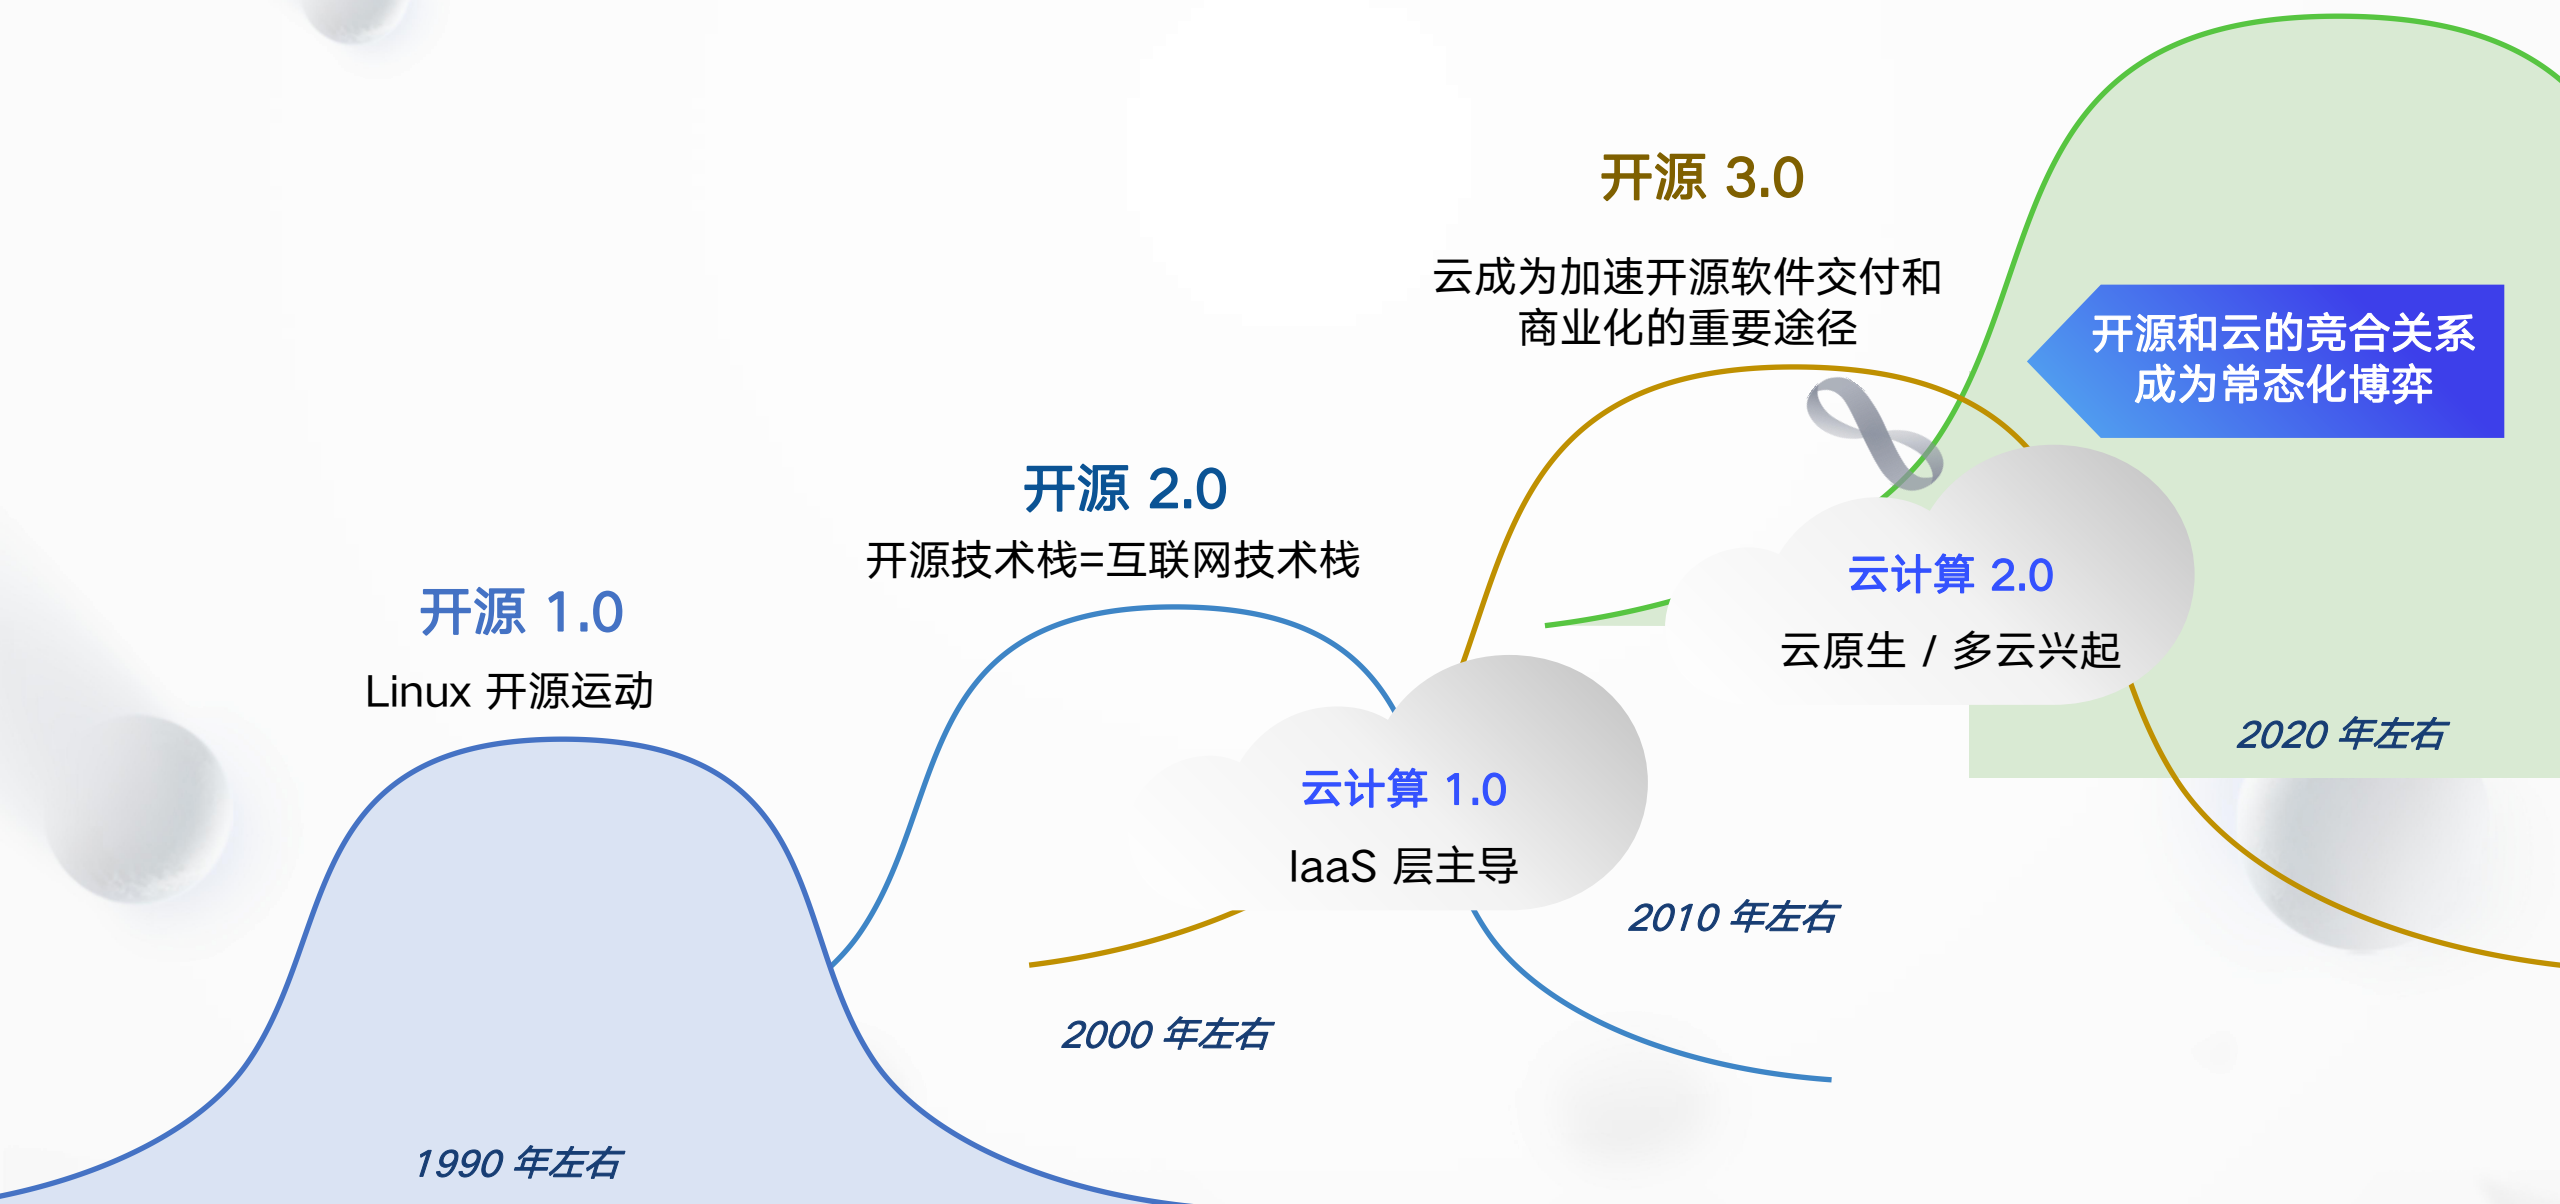 开源 3.0
云成为加速开源软件交付和
商业化的重要途径
开源和云的竞合关系
成为常态化博弈
开源 2.0
开源技术栈=互联网技术栈
云计算 2.0
云原生 / 多云兴起
开源 1.0
Linux 开源运动
2020 年左右
云计算 1.0
IaaS 层主导
2010 年左右
2000 年左右
1990 年左右